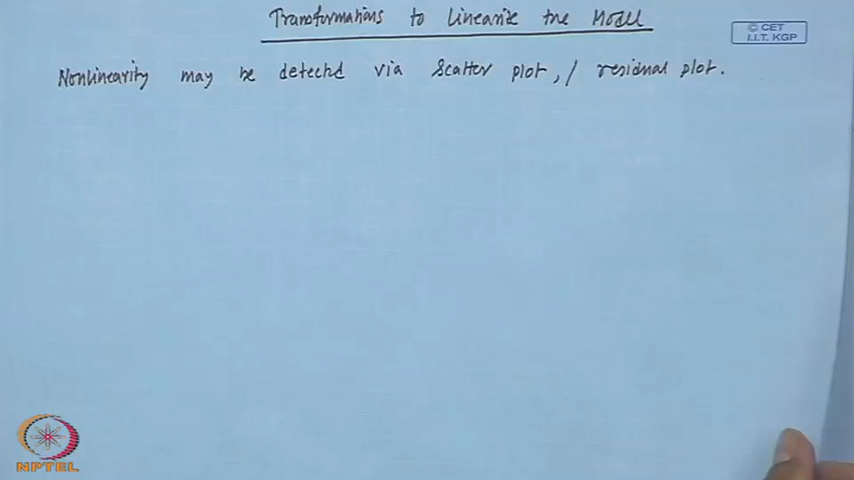 Transformations to Linearize the Model
© CET
I.I.T. KGP
Nonlinearity may be detected via scatter plot, / residual plot.
NPTEL